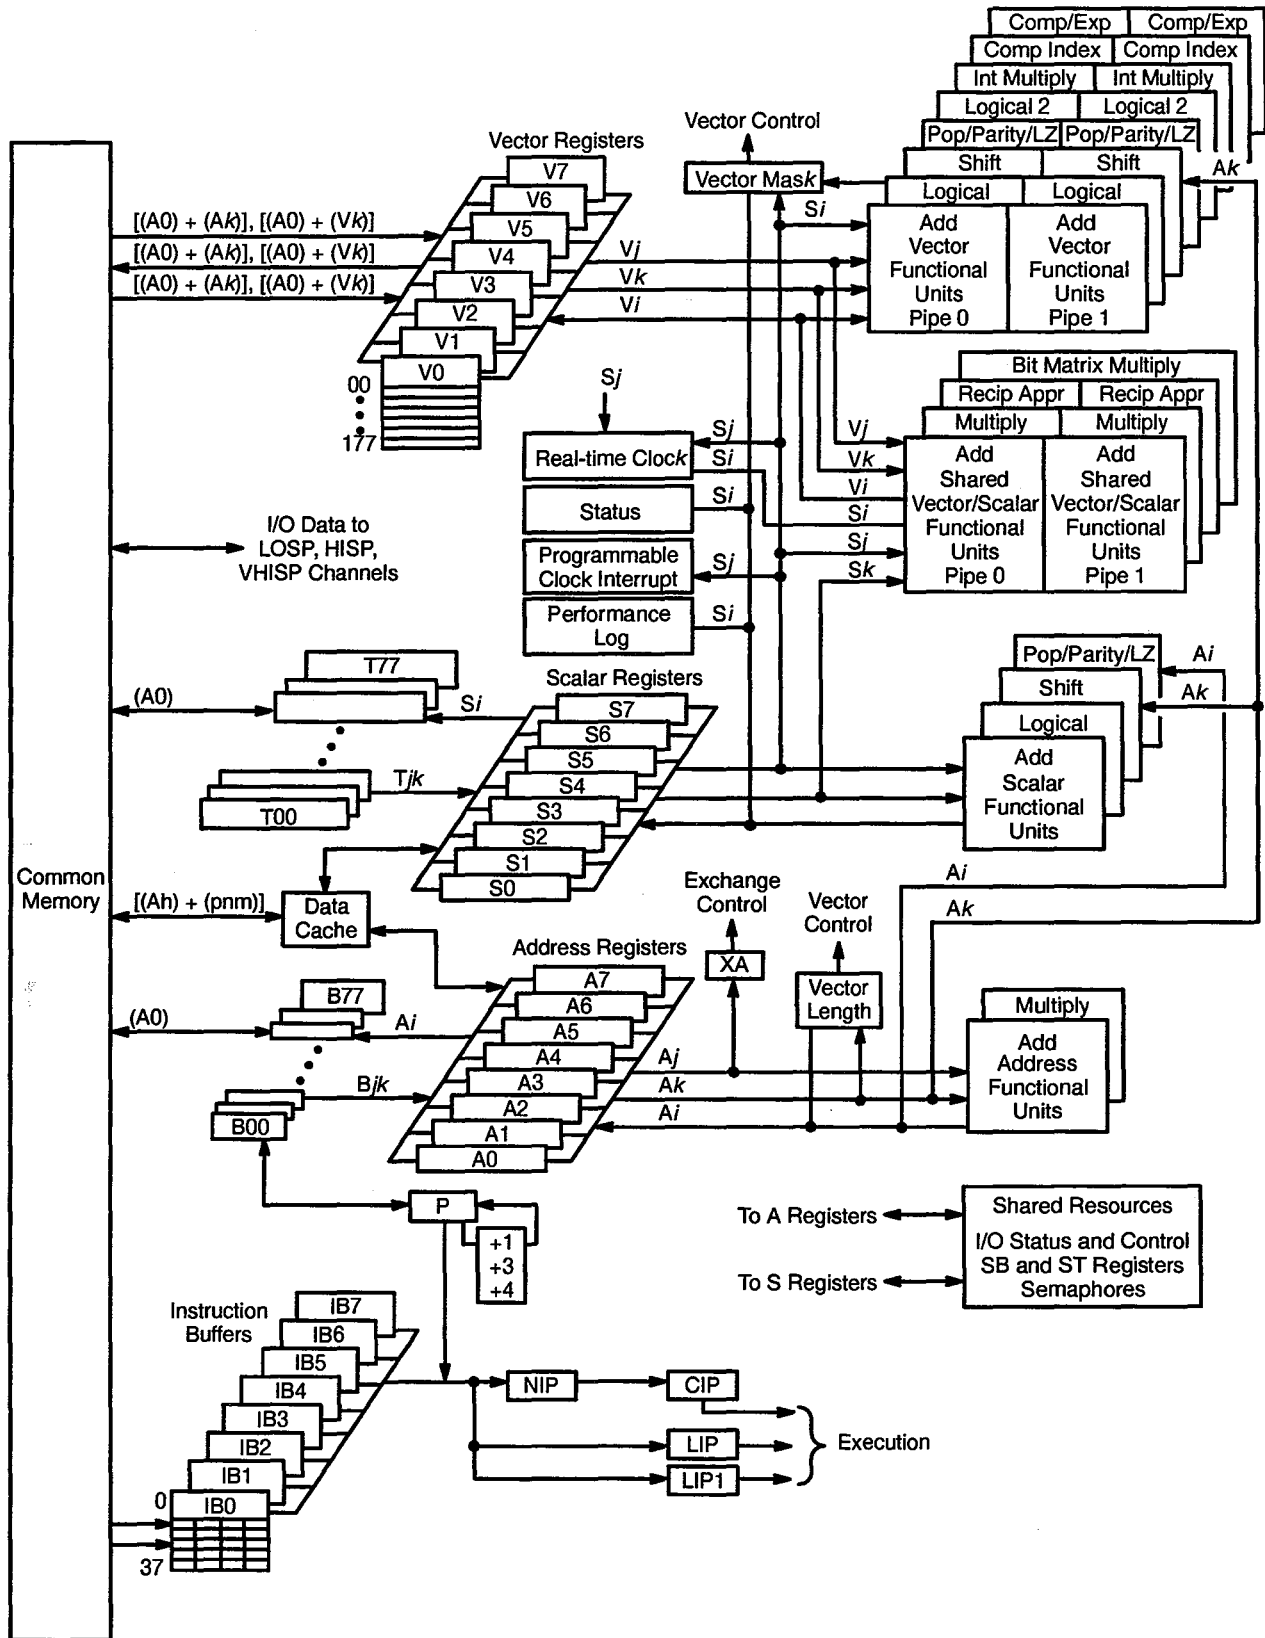 Comp/Exp Comp/Exp
Comp Index Comp Index
Int Multiply Int Multiply
Logical 2 Logical 2
Pop/Parity/LZ Pop/Parity/LZ
Shift Shift
Logical Logical
Add Add
Vector Vector
Functional Functional
Units Units
Pipe 0 Pipe 1
Ak
Vector Control
Vector Mask
Si
Vector Registers
V7
V6
V5
V4
V3
V2
V1
V0
00
177
[(A0) + (Ak)], [(A0) + (Vk)]
[(A0) + (Ak)], [(A0) + (Vk)]
[(A0) + (Ak)], [(A0) + (Vk)]
Vj
Vk
Vi
Bit Matrix Multiply
Recip Appr Recip Appr
Multiply Multiply
Add Add
Shared Shared
Vector/Scalar Vector/Scalar
Functional Functional
Units Units
Pipe 0 Pipe 1
Vj
Vk
Vi
Si
Sj
Sk
Sj
Real-time Clock
Sj
Si
Status
Si
Programmable
Clock Interrupt
Sj
Performance
Log
Si
I/O Data to
LOSP, HISP,
VHISP Channels
T77
(A0)
Si
Tjk
T00
Scalar Registers
S7
S6
S5
S4
S3
S2
S1
S0
Pop/Parity/LZ
Shift
Logical
Add
Scalar
Functional
Units
Ai
Ak
Common
Memory
[(Ah) + (pnm)]
Data
Cache
Exchange
Control
XA
Vector
Control
Vector
Length
Ai
Ak
Address Registers
A7
A6
A5
A4
A3
A2
A1
A0
B77
(A0)
Ai
Bjk
B00
Aj
Ak
Ai
Multiply
Add
Address
Functional
Units
P
+1
+3
+4
To A Registers
To S Registers
Shared Resources
I/O Status and Control
SB and ST Registers
Semaphores
Instruction
Buffers
IB7
IB6
IB5
IB4
IB3
IB2
IB1
IB0
0
37
NIP
CIP
LIP
LIP1
Execution